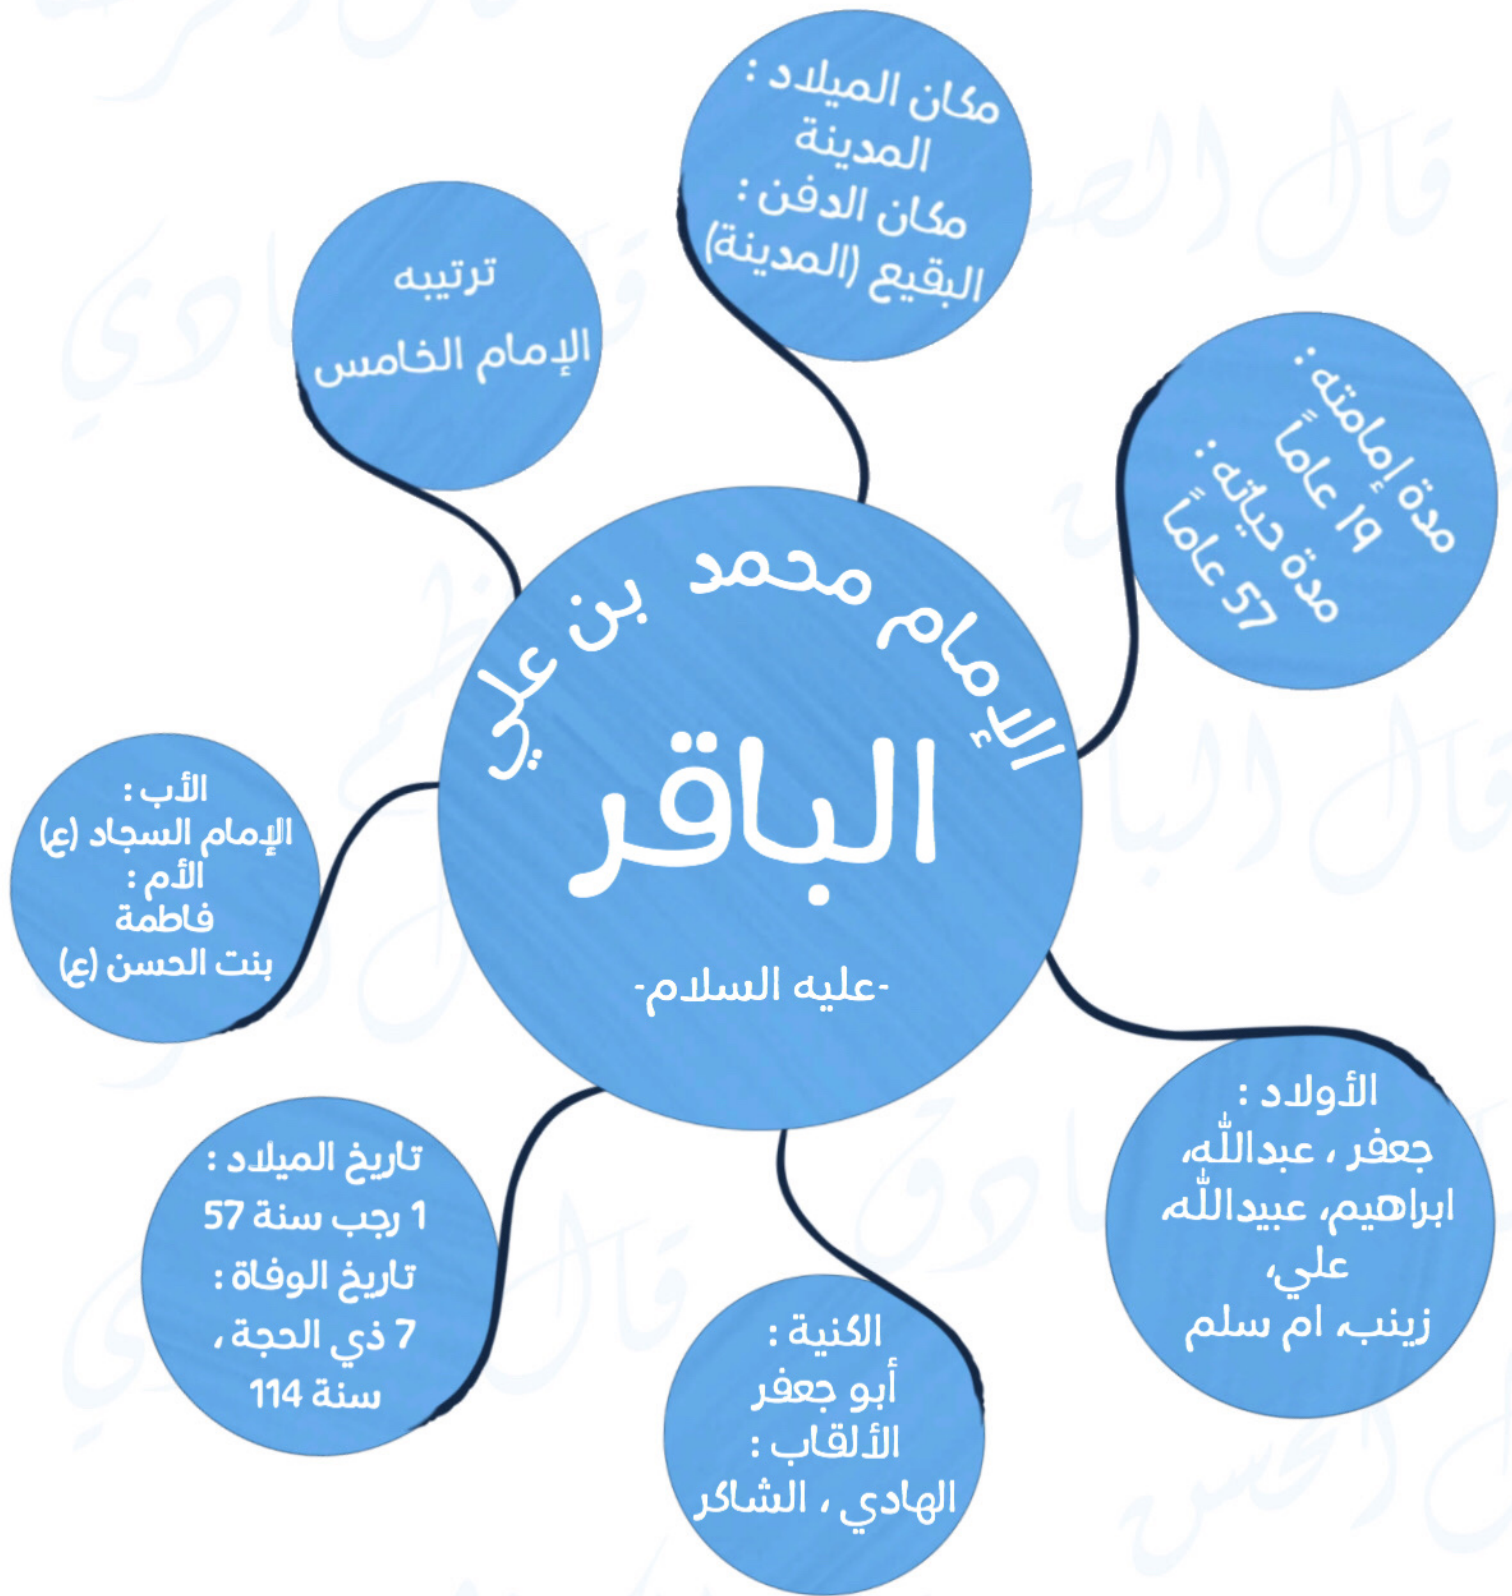 الإمام محمد بن علي
الباقر
-عليه السلام-
مكان الميلاد :
المدينة
مكان الدفن :
البقيع (المدينة)
مدة إمامته :
19 عاماً
مدة حياته :
57 عاماً
ترتيبه
الإمام الخامس
الأب :
الإمام السجاد (ع)
الأم :
فاطمة
بنت الحسن (ع)
تاريخ الميلاد :
1 رجب سنة 57
تاريخ الوفاة :
7 ذي الحجة ،
سنة 114
الكنية :
أبو جعفر
الألقاب :
الهادي ، الشاكر
الأولاد :
جعفر ، عبدالله،
ابراهيم، عبيدالله،
علي،
زينب، ام سلم
قال الباقر